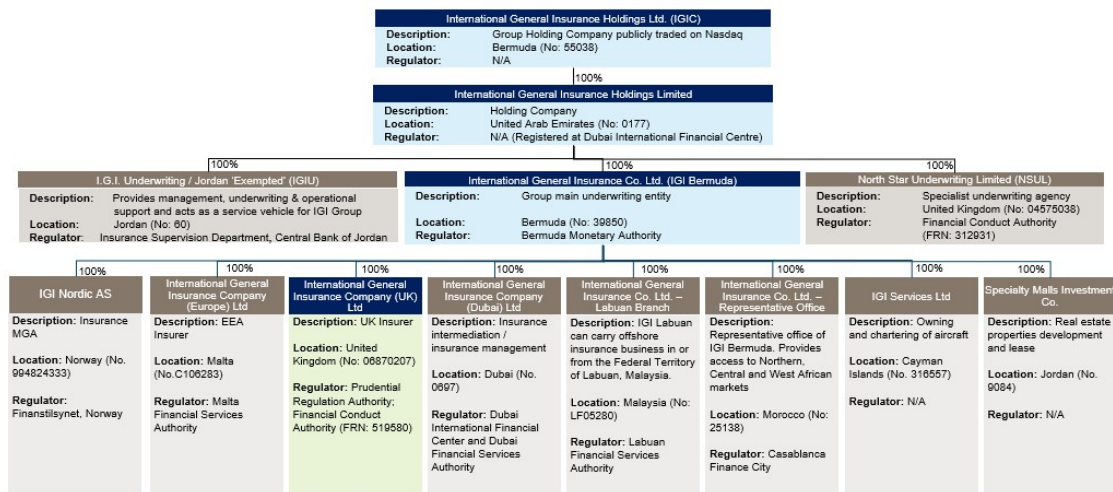 International General Insurance Holdings Ltd. (IGIC)
Description: Group Holding Company publicly traded on Nasdaq
Location: Bermuda (No: 55038)
Regulator: N/A
100%
International General Insurance Holdings Limited
Description: Holding Company
Location: United Arab Emirates (No: 0177)
Regulator: N/A (Registered at Dubai International Financial Centre)
100%
100%
100%
I.G.I. Underwriting / Jordan 'Exempted' (IGIU)
Description: Provides management, underwriting & operational
support and acts as a service vehicle for IGI Group
Location: Jordan (No: 60)
Regulator: Insurance Supervision Department, Central Bank of Jordan
International General Insurance Co. Ltd. (IGI Bermuda)
Description: Group main underwriting entity
Location: Bermuda (No: 39850)
Regulator: Bermuda Monetary Authority
North Star Underwriting Limited (NSUL)
Description: Specialist underwriting agency
Location: United Kingdom (No: 04575038)
Regulator: Financial Conduct Authority
(FRN: 312931)
100%
100%
100%
100%
100%
100%
100%
100%
IGI Nordic AS
Description: Insurance
MGA
Location: Norway (No.
994824333)
Regulator:
Finanstilsynet, Norway
International General
Insurance Company
(Europe) Ltd
Description: EEA
Insurer
Location: Malta
(No.C106283)
Regulator: Malta
Financial Services
Authority
International General
Insurance Company (UK)
Ltd
Description: UK Insurer
Location: United
Kingdom (No: 06870207)
Regulator: Prudential
Regulation Authority;
Financial Conduct
Authority (FRN: 519580)
International General
Insurance Company
(Dubai) Ltd
Description: Insurance
intermediation /
insurance management
Location: Dubai (No.
0697)
Regulator: Dubai
International Financial
Center and Dubai
Financial Services
Authority
International General
Insurance Co. Ltd. –
Labuan Branch
Description: IGI Labuan
can carry offshore
insurance business in or
from the Federal Territory
of Labuan, Malaysia.
Location: Malaysia (No:
LF05280)
Regulator: Labuan
Financial Services
Authority
International General
Insurance Co. Ltd. –
Representative Office
Description:
Representative office of
IGI Bermuda. Provides
access to Northern,
Central and West African
markets
Location: Morocco (No:
25138)
Regulator: Casablanca
Finance City
IGI Services Ltd
Description: Owning
and chartering of aircraft
Location: Cayman
Islands (No. 316557)
Regulator: N/A
Specialty Malls Investment
Co.
Description: Real estate
properties development
and lease
Location: Jordan (No.
9084)
Regulator: N/A